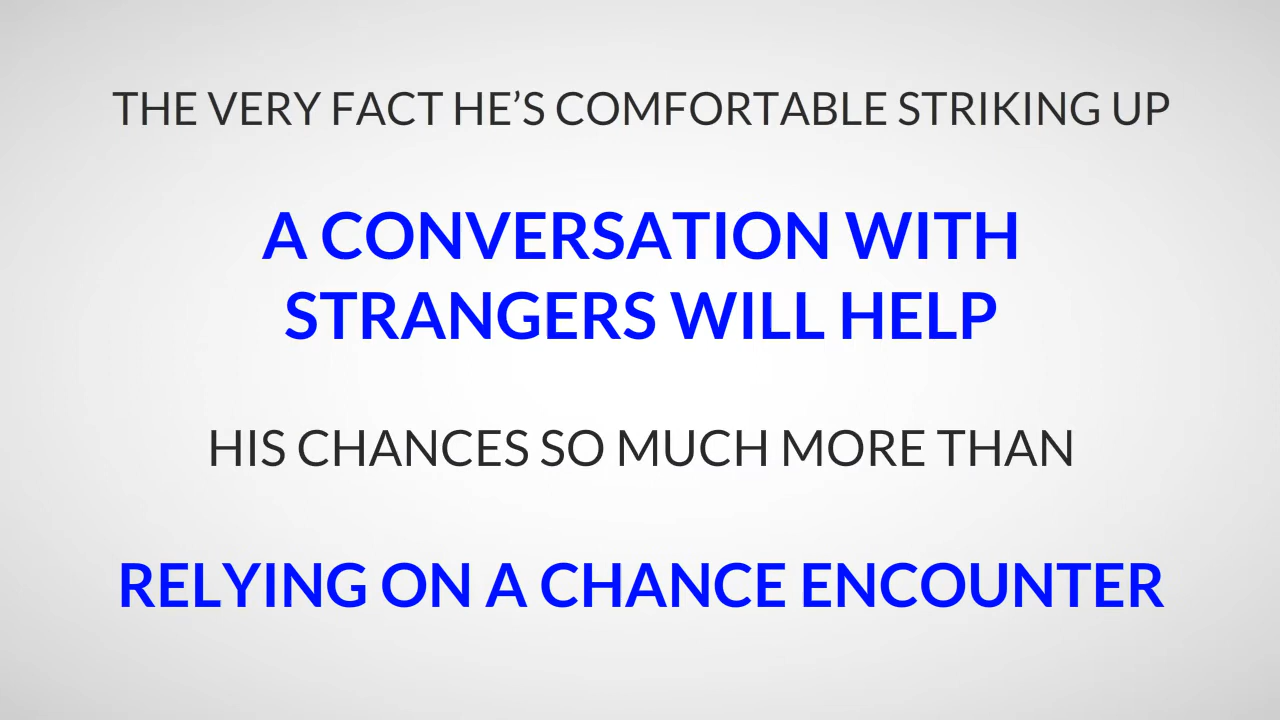 THE VERY FACT HE’S COMFORTABLE STRIKING UP
A CONVERSATION WITH
STRANGERS WILL HELP
HIS CHANCES SO MUCH MORE THAN
RELYING ON A CHANCE ENCOUNTER